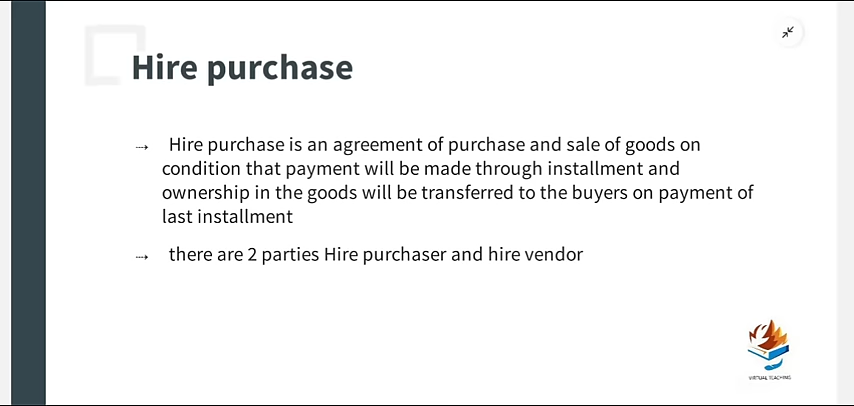 Hire purchase
→ Hire purchase is an agreement of purchase and sale of goods on
condition that payment will be made through installment and
ownership in the goods will be transferred to the buyers on payment of
last installment
→ there are 2 parties Hire purchaser and hire vendor
VIRTUAL TEACHING